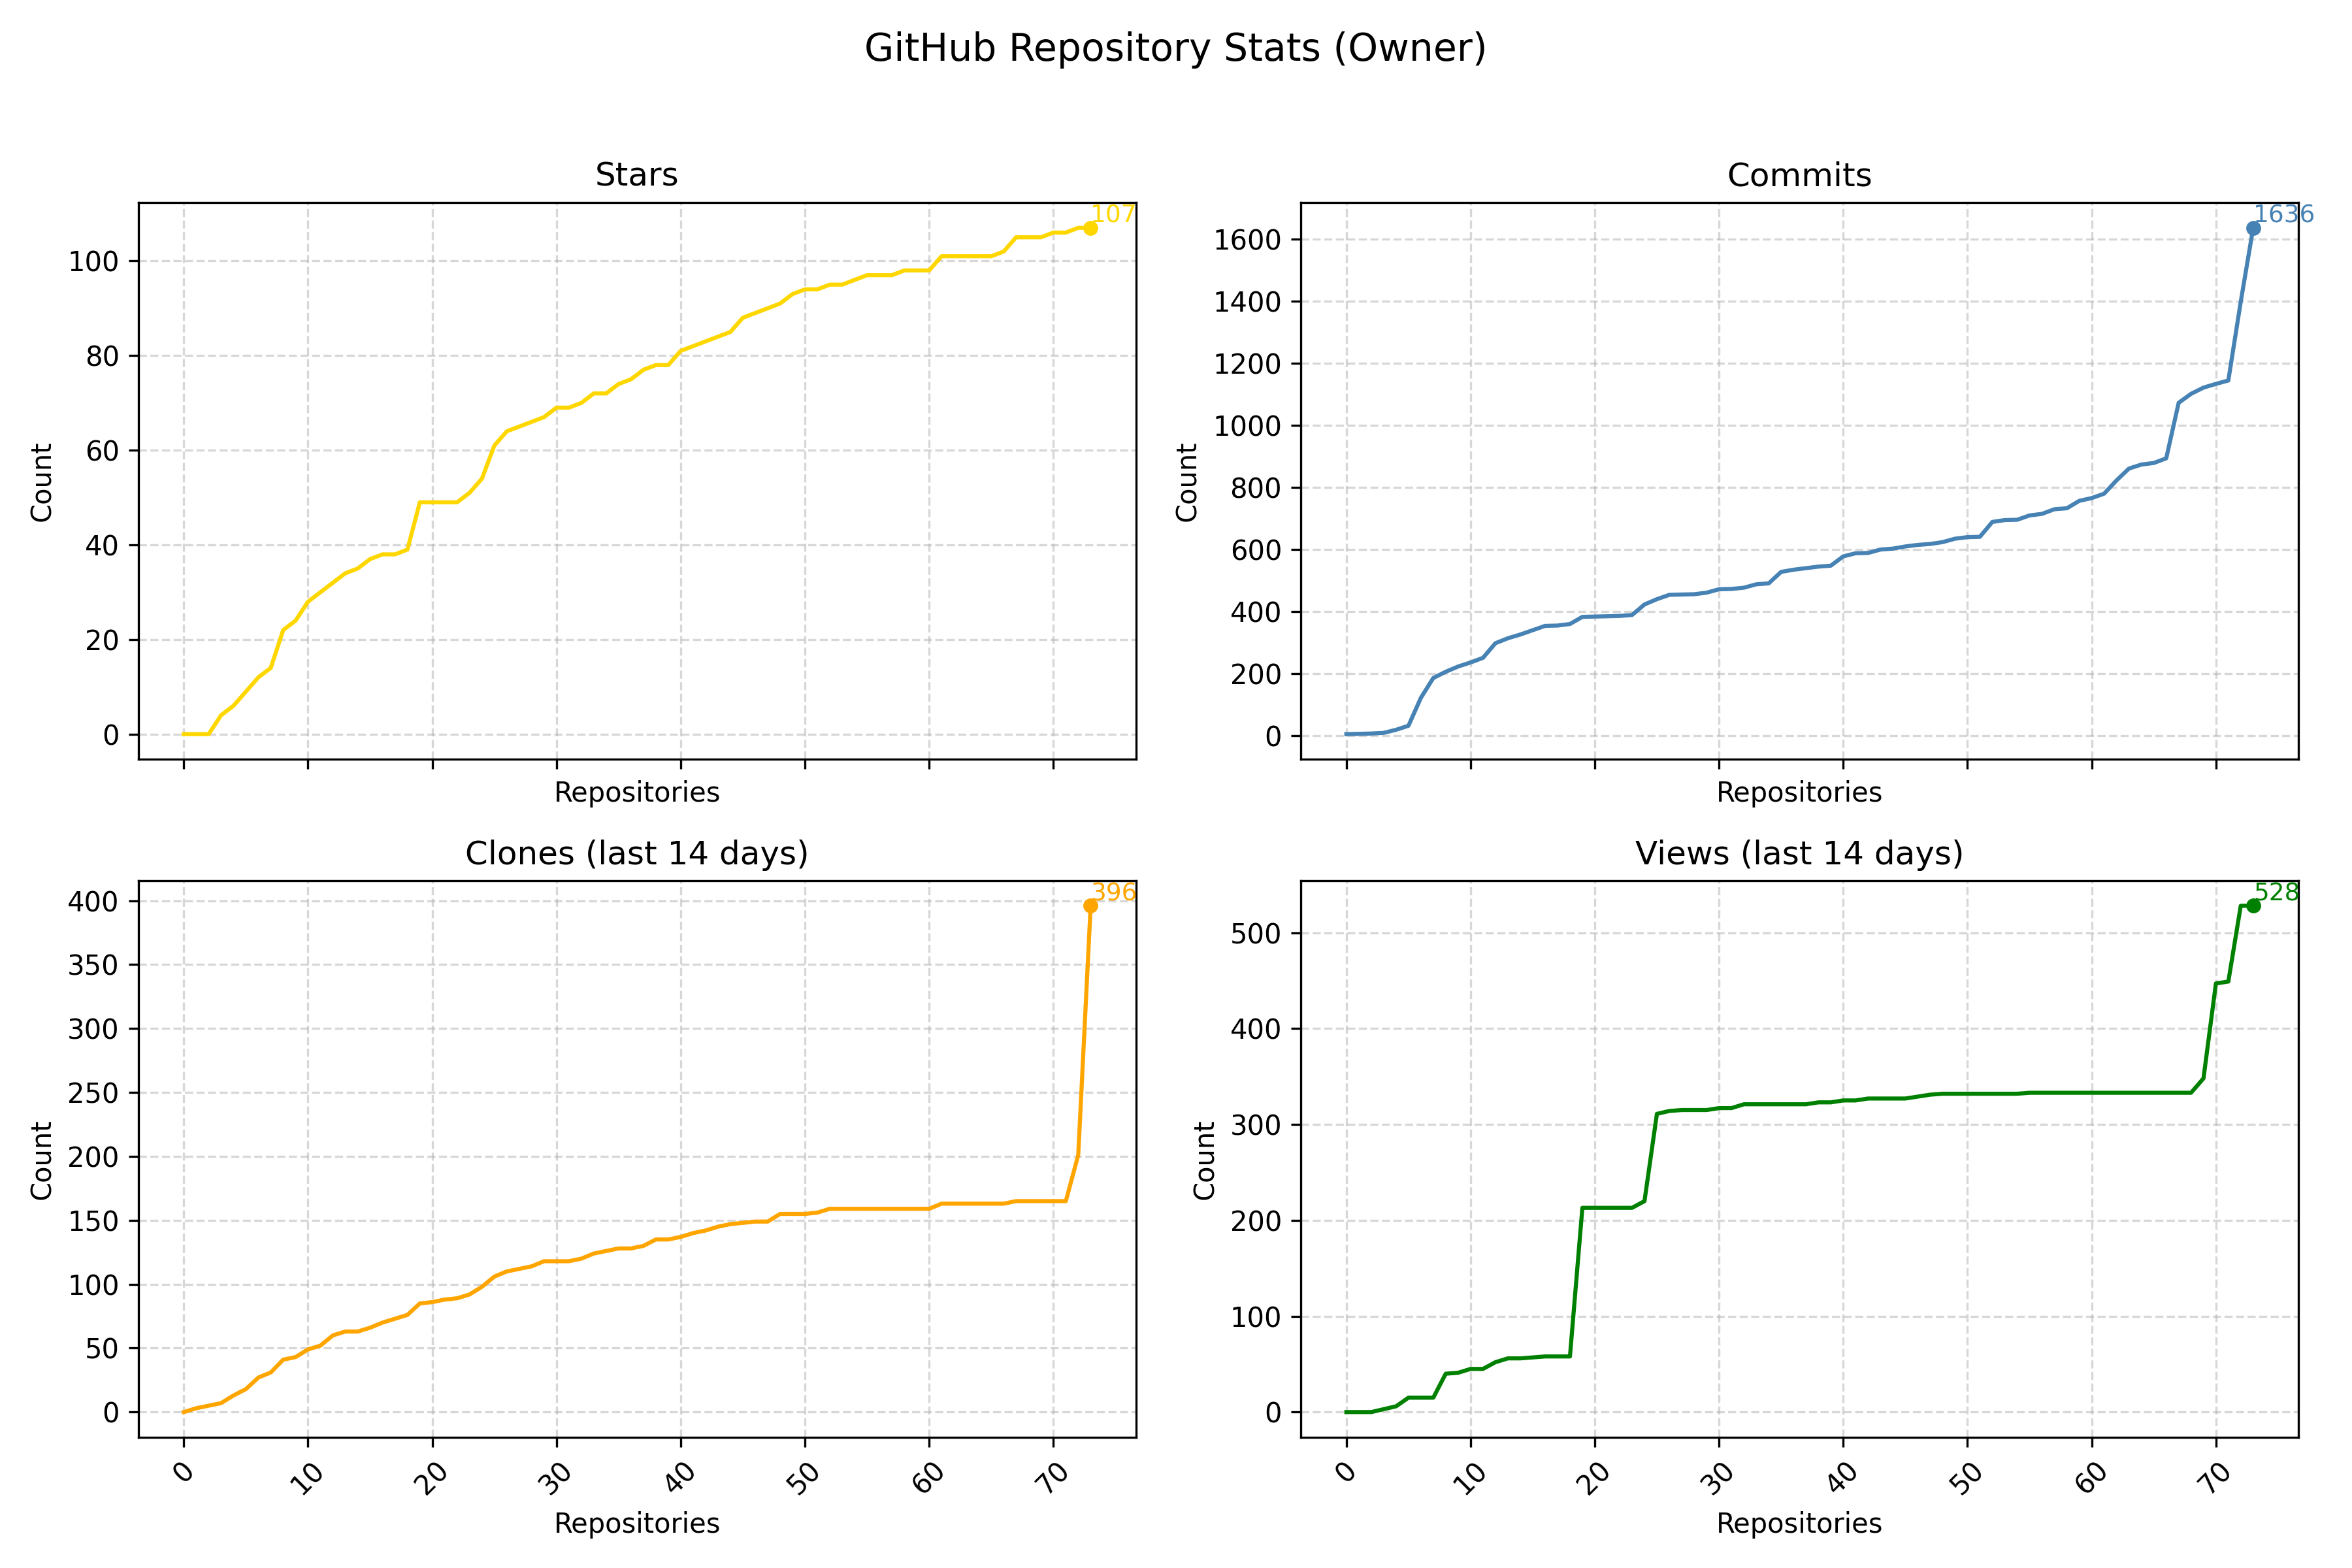 GitHub Repository Stats (Owner)
Stars
107
100
80
60
40
20
0
Count
Repositories
Commits
1636
1600
1400
1200
1000
800
600
400
200
0
Count
Repositories
Clones (last 14 days)
396
400
350
300
250
200
150
100
50
0
Count
0 10 20 30 40 50 60 70
Repositories
Views (last 14 days)
528
500
400
300
200
100
0
Count
0 10 20 30 40 50 60 70
Repositories